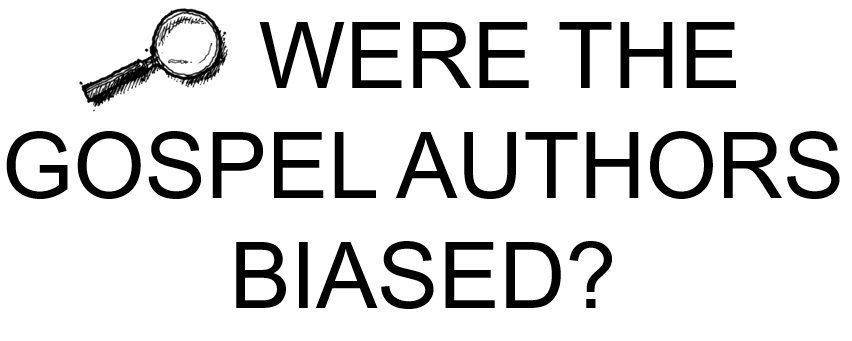 WERE THE
GOSPEL AUTHORS
BIASED?